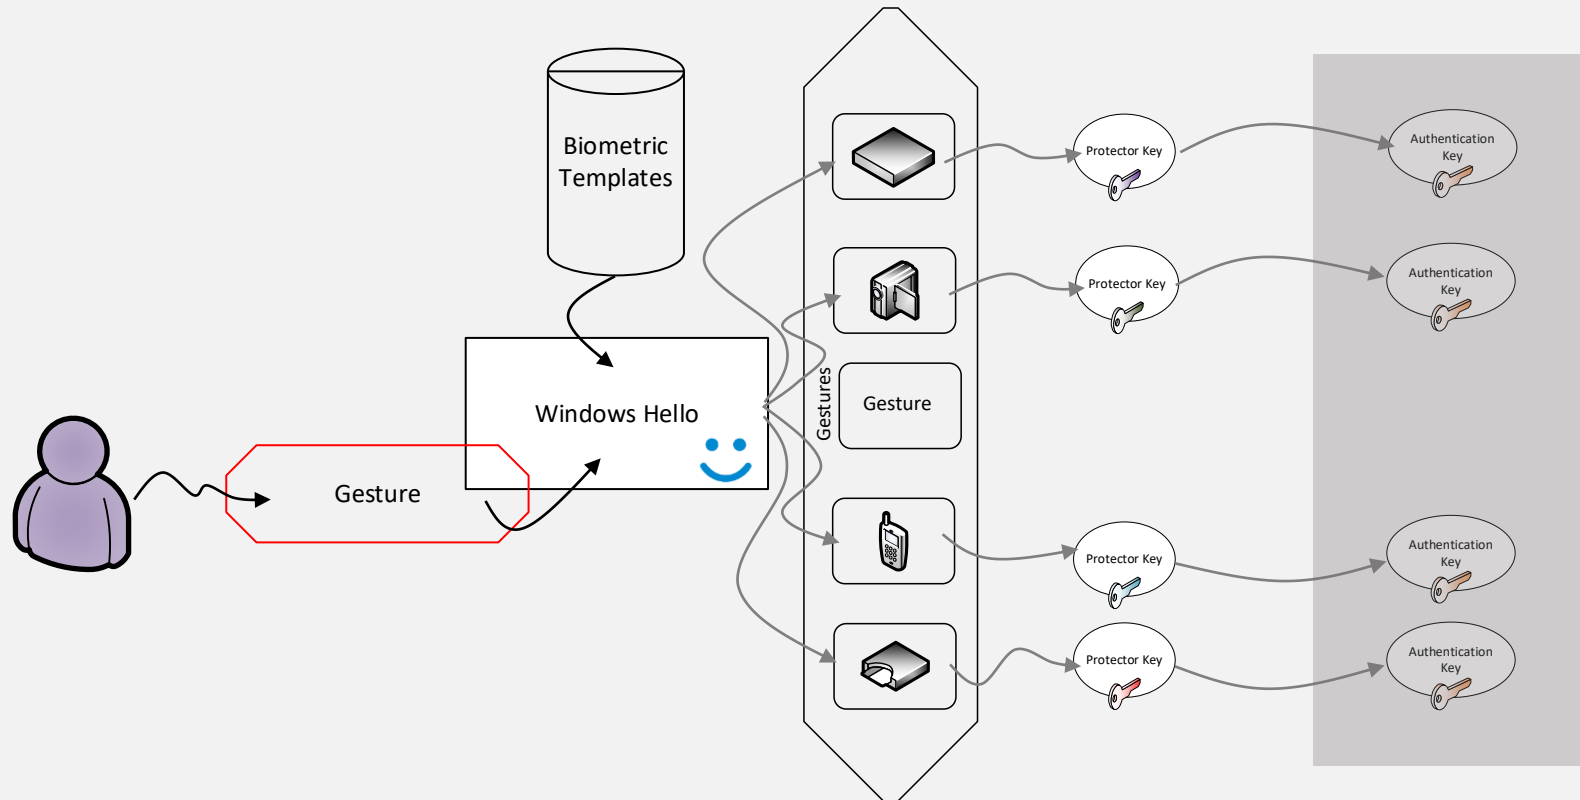 Biometric
Templates
Windows Hello
Gesture
Gestures
Gesture
Protector Key
Authentication
Key
Protector Key
Authentication
Key
Protector Key
Authentication
Key
Protector Key
Authentication
Key